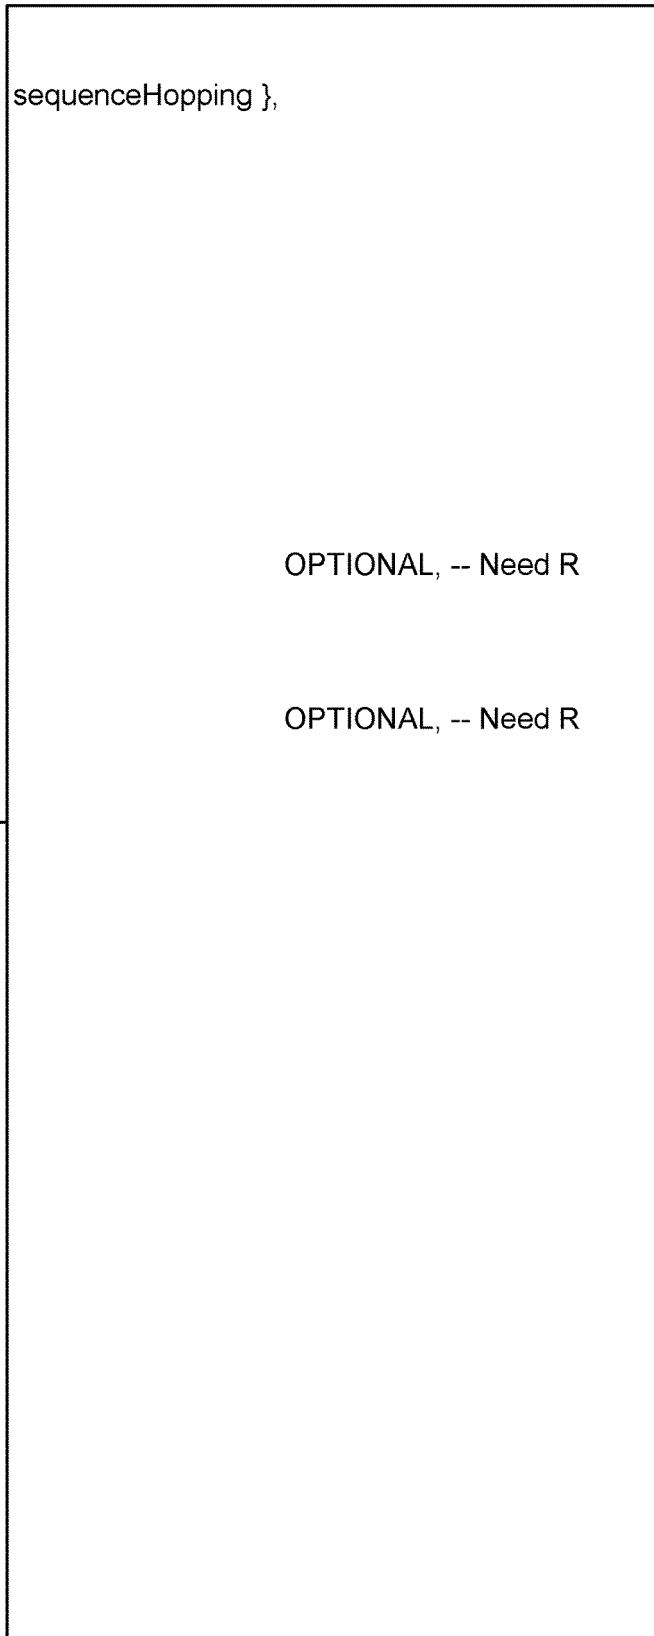 sequenceHopping },
OPTIONAL, -- Need R
OPTIONAL, -- Need R